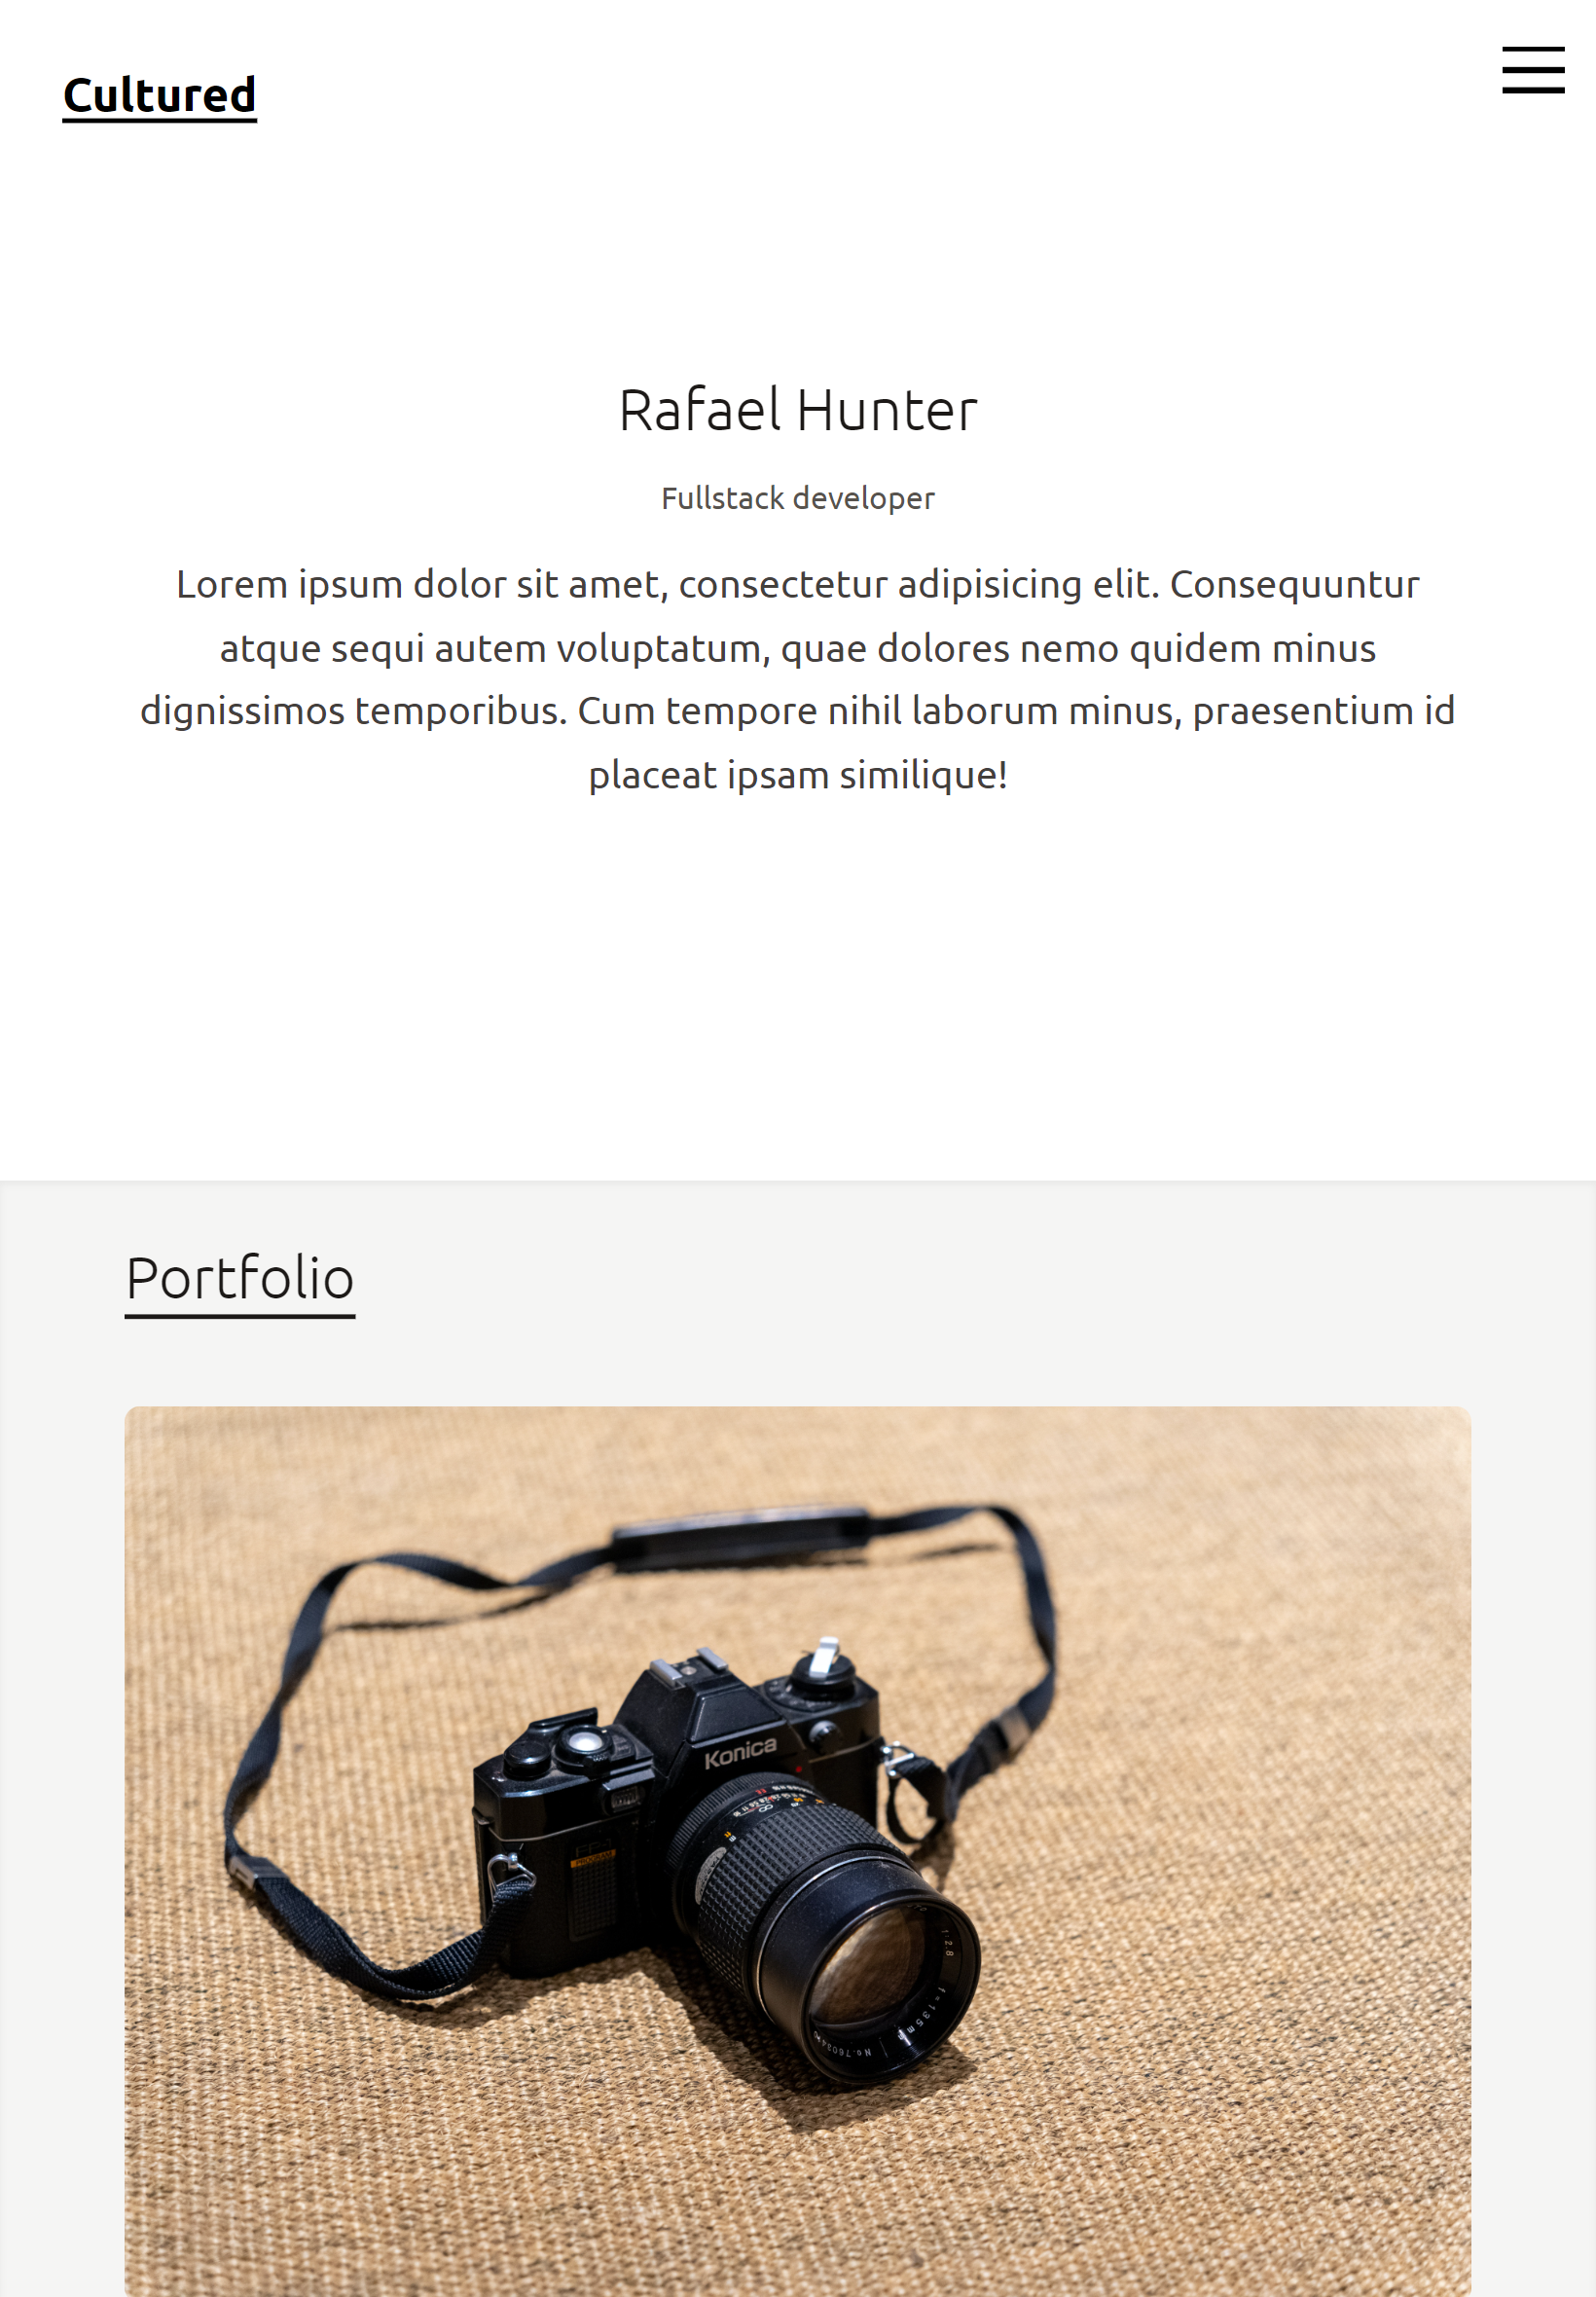 Cultured
Rafael Hunter
Fullstack developer
Lorem ipsum dolor sit amet, consectetur adipisicing elit. Consequuntur
atque sequi autem voluptatum, quae dolores nemo quidem minus
dignissimos temporibus. Cum tempore nihil laborum minus, praesentium id
placeat ipsam similique!
Portfolio
Konica
PROGRAM